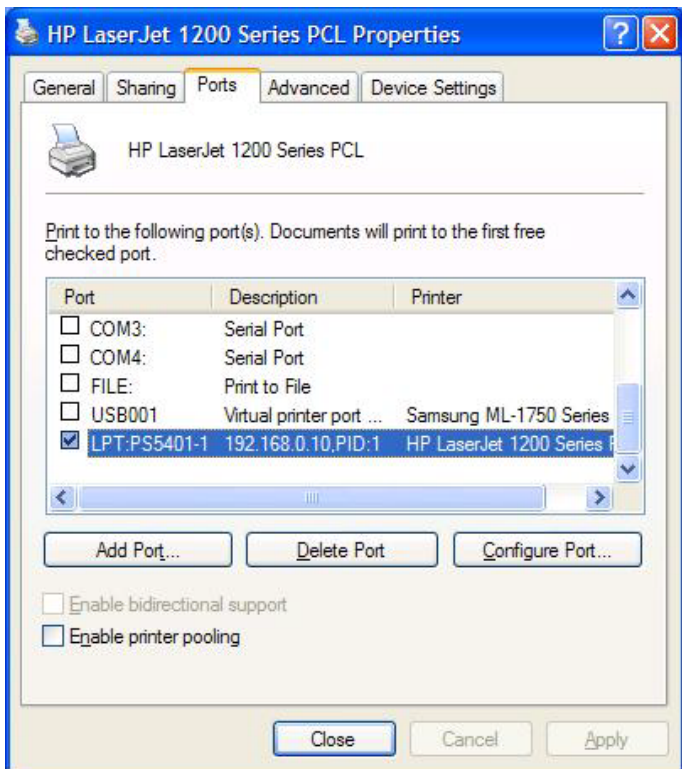 HP LaserJet 1200 Series PCL Properties
General Sharing Ports Advanced Device Settings
HP LaserJet 1200 Series PCL
Print to the following port(s). Documents will print to the first free
checked port.
Port Description Printer
COM3: Serial Port
COM4: Serial Port
FILE: Print to File
USB001 Virtual printer port ... Samsung ML-1750 Series
LPT:PS5401-1 192.168.0.10,PID:1 HP LaserJet 1200 Series
Add Port... Delete Port Configure Port...
Enable bidirectional support
Enable printer pooling
Close Cancel Apply